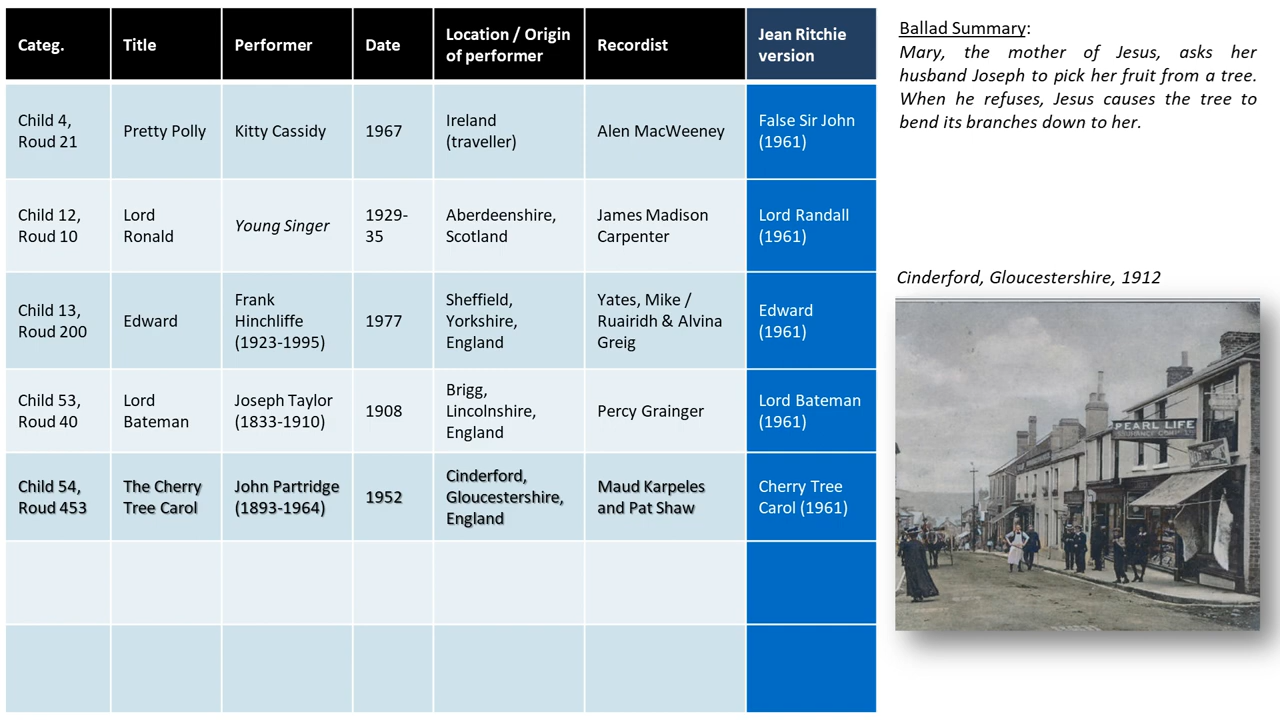 Categ.
Title
Performer
Date
Location / Origin
of performer
Recordist
Jean Ritchie
version
Child 4,
Roud 21
Pretty Polly
Kitty Cassidy
1967
Ireland
(traveller)
Alen MacWeeney
False Sir John
(1961)
Child 12,
Roud 10
Lord
Ronald
Young Singer
1929-
35
Aberdeenshire,
Scotland
James Madison
Carpenter
Lord Randall
(1961)
Child 13,
Roud 200
Edward
Frank
Hinchliffe
(1923-1995)
1977
Sheffield,
Yorkshire,
England
Yates, Mike /
Ruairidh & Alvina
Greig
Edward
(1961)
Child 53,
Roud 40
Lord
Bateman
Joseph Taylor
(1833-1910)
1908
Brigg,
Lincolnshire,
England
Percy Grainger
Lord Bateman
(1961)
Child 54,
Roud 453
The Cherry
Tree Carol
John Partridge
(1893-1964)
1952
Cinderford,
Gloucestershire,
England
Maud Karpeles
and Pat Shaw
Cherry Tree
Carol (1961)
Ballad Summary:
Mary, the mother of Jesus, asks her
husband Joseph to pick her fruit from a tree.
When he refuses, Jesus causes the tree to
bend its branches down to her.
Cinderford, Gloucestershire, 1912
PEARL LIFE